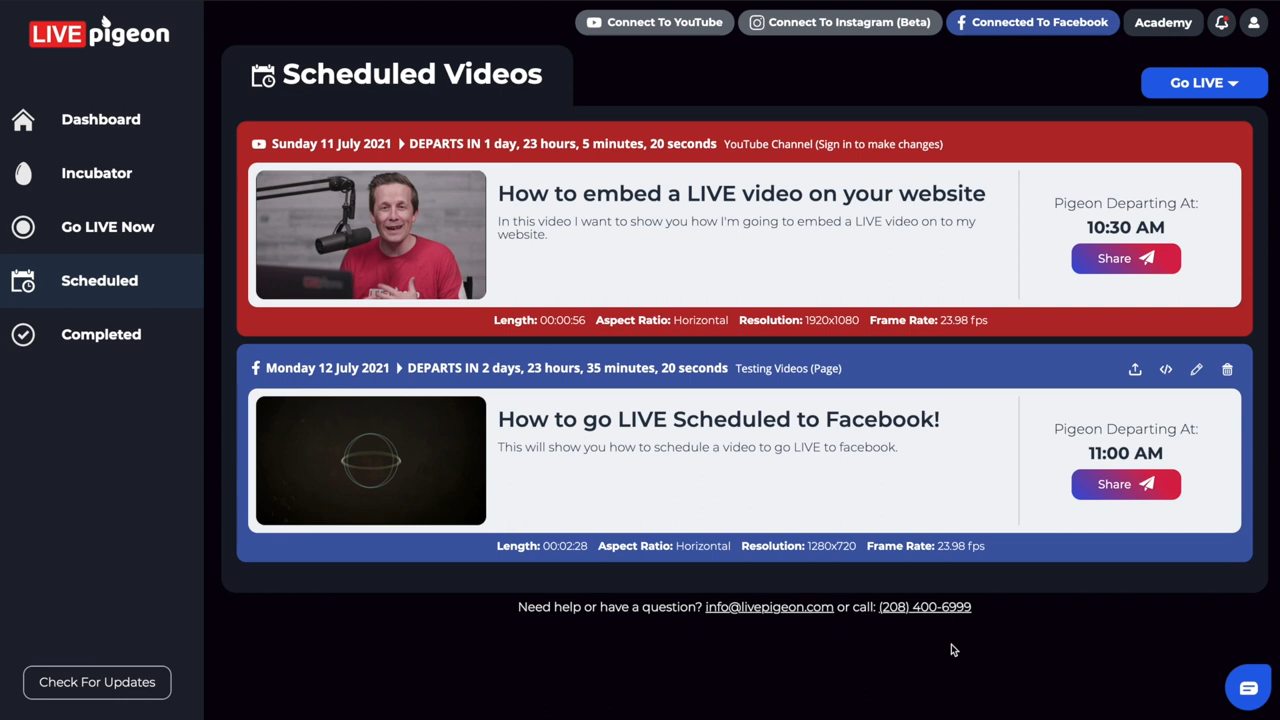 LIVE pigeon
Connect To YouTube
Connect To Instagram (Beta)
Connected To Facebook
Academy
Dashboard
Incubator
Go LIVE Now
Scheduled
Completed
Check For Updates
Scheduled Videos
Go LIVE
Sunday 11 July 2021 DEPARTS IN 1 day, 23 hours, 5 minutes, 20 seconds YouTube Channel (Sign in to make changes)
How to embed a LIVE video on your website
In this video I want to show you how I'm going to embed a LIVE video on to my
website.
Pigeon Departing At:
10:30 AM
Share
Length: 00:00:56 Aspect Ratio: Horizontal Resolution: 1920x1080 Frame Rate: 23.98 fps
Monday 12 July 2021 DEPARTS IN 2 days, 23 hours, 35 minutes, 20 seconds Testing Videos (Page)
How to go LIVE Scheduled to Facebook!
This will show you how to schedule a video to go LIVE to facebook.
Pigeon Departing At:
11:00 AM
Share
Length: 00:02:28 Aspect Ratio: Horizontal Resolution: 1280x720 Frame Rate: 23.98 fps
Need help or have a question? info@livepigeon.com or call: (208) 400-6999